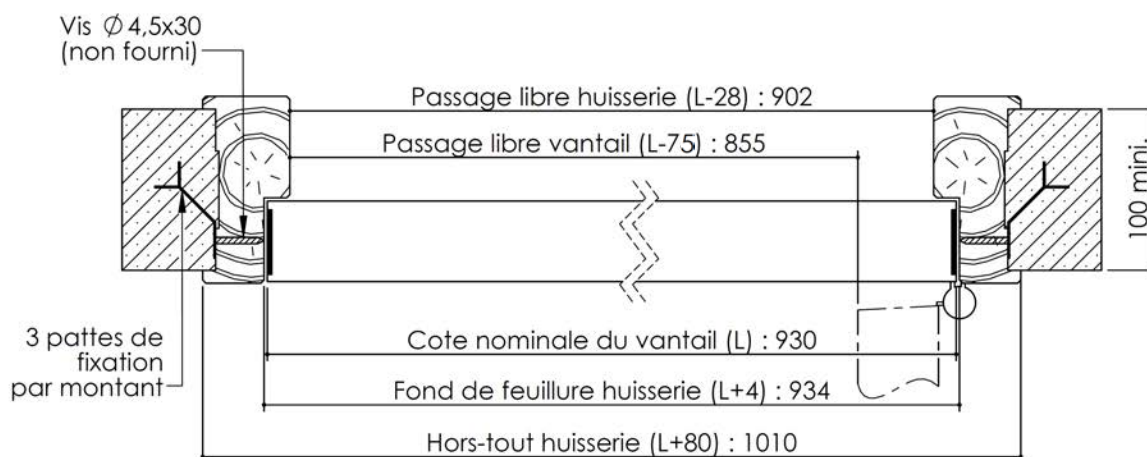 Vis Ø 4,5x30
(non fourni)
Passage libre huisserie (L-28) : 902
Passage libre vantail (L-75) : 855
100 mini.
3 pattes de
fixation
par montant
Cote nominale du vantail (L) : 930
Fond de feuillure huisserie (L+4) : 934
Hors-tout huisserie (L+80) : 1010